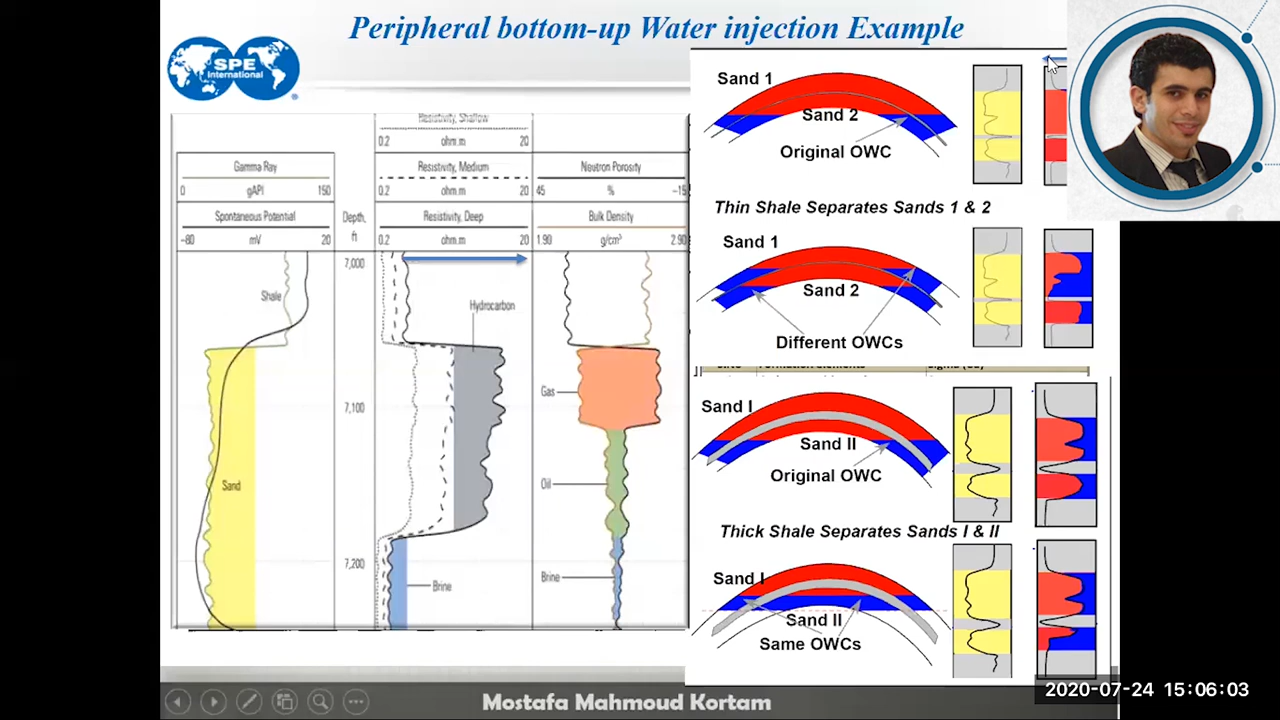 Peripheral bottom-up Water injection Example
SPE
International
Resistivity, Shallow
0.2 ohm.m 20
Gamma Ray
0 gAPI 150
Resistivity, Medium
0.2 ohm.m 20
Neutron Porosity
45 % -15
Spontaneous Potential
-80 mV 20
Depth,
ft
Resistivity, Deep
0.2 ohm.m 20
Bulk Density
1.90 g/cm³ 2.90
7,000
Shale
Hydrocarbon
Gas
7,100
Sand
Oil
7,200
Brine
Brine
Sand 1
Sand 2
Original OWC
Thin Shale Separates Sands 1 & 2
Sand 1
Sand 2
Different OWCs
Sand I
Sand II
Original OWC
Thick Shale Separates Sands I & II
Sand I
Sand II
Same OWCs
Mostafa Mahmoud Kortam
2020-07-24 15:06:03